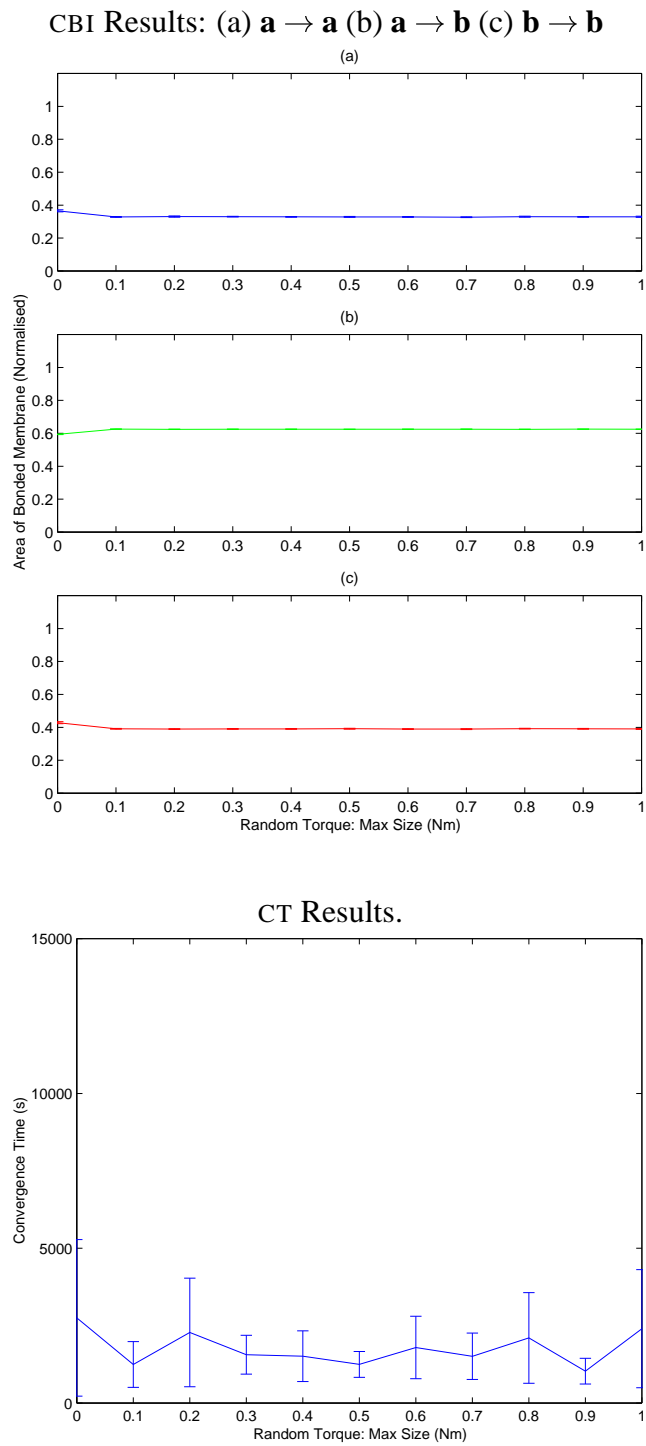 CBI Results: (a) a → a (b) a → b (c) b → b
(a)
1
0.8
0.6
0.4
0.2
0
0 0.1 0.2 0.3 0.4 0.5 0.6 0.7 0.8 0.9 1
Area of Bonded Membrane (Normalised)
(b)
1
0.8
0.6
0.4
0.2
0
0 0.1 0.2 0.3 0.4 0.5 0.6 0.7 0.8 0.9 1
(c)
1
0.8
0.6
0.4
0.2
0
0 0.1 0.2 0.3 0.4 0.5 0.6 0.7 0.8 0.9 1
Random Torque: Max Size (Nm)
CT Results.
15000
10000
5000
0
Convergence Time (s)
0 0.1 0.2 0.3 0.4 0.5 0.6 0.7 0.8 0.9 1
Random Torque: Max Size (Nm)